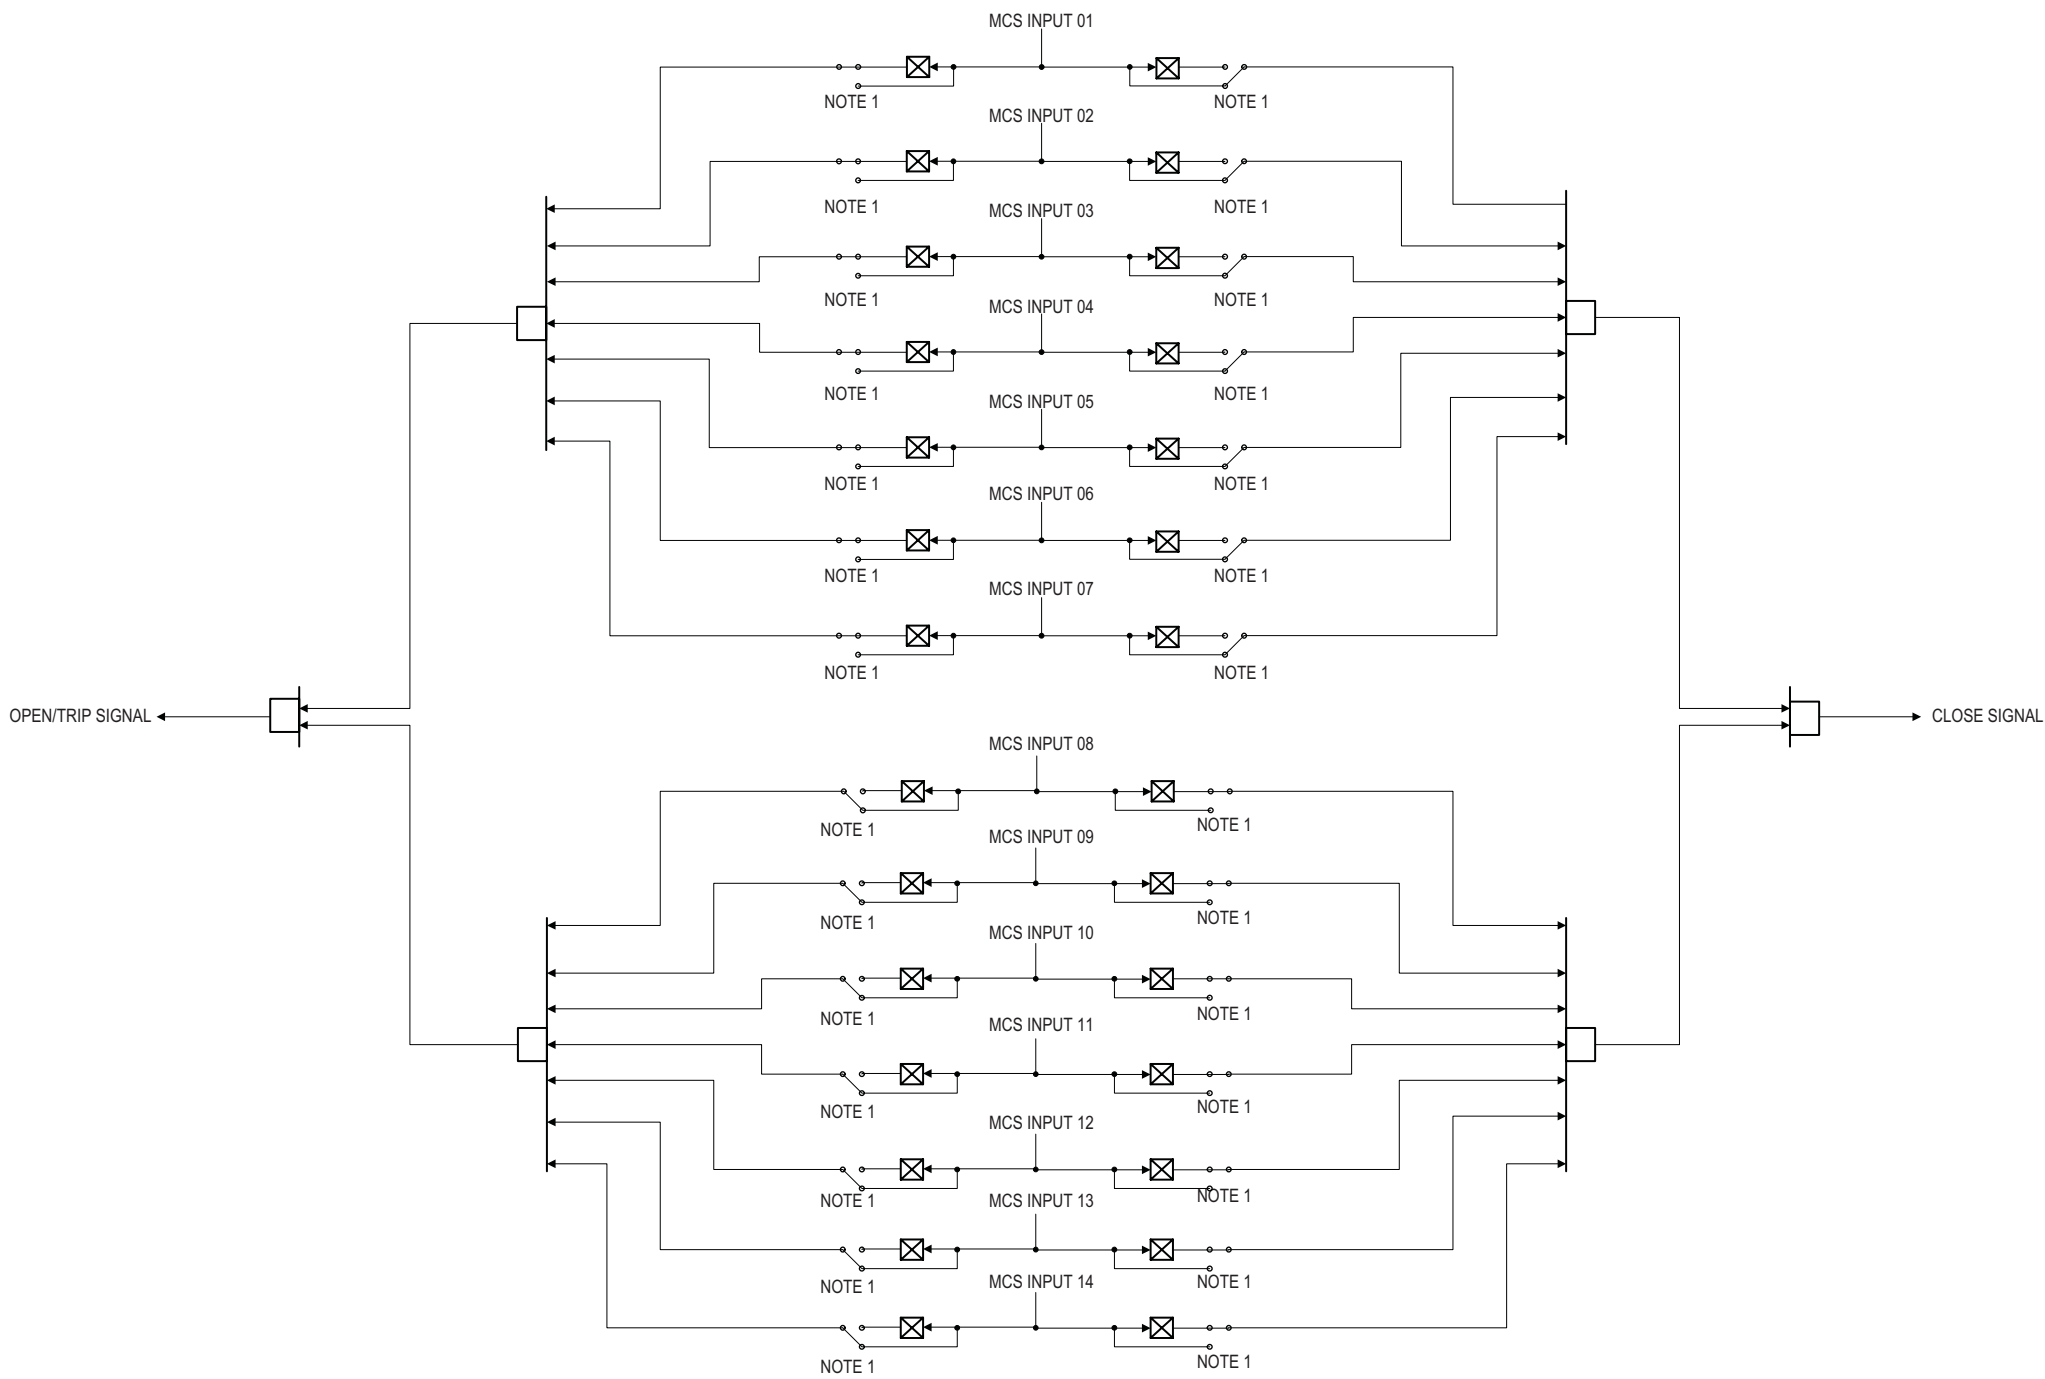 MCS INPUT 01
NOTE 1
NOTE 1
MCS INPUT 02
NOTE 1
NOTE 1
MCS INPUT 03
NOTE 1
NOTE 1
MCS INPUT 04
NOTE 1
NOTE 1
MCS INPUT 05
NOTE 1
NOTE 1
MCS INPUT 06
NOTE 1
NOTE 1
MCS INPUT 07
NOTE 1
NOTE 1
OPEN/TRIP SIGNAL
CLOSE SIGNAL
MCS INPUT 08
NOTE 1
NOTE 1
MCS INPUT 09
NOTE 1
NOTE 1
MCS INPUT 10
NOTE 1
NOTE 1
MCS INPUT 11
NOTE 1
NOTE 1
MCS INPUT 12
NOTE 1
NOTE 1
MCS INPUT 13
NOTE 1
NOTE 1
MCS INPUT 14
NOTE 1
NOTE 1